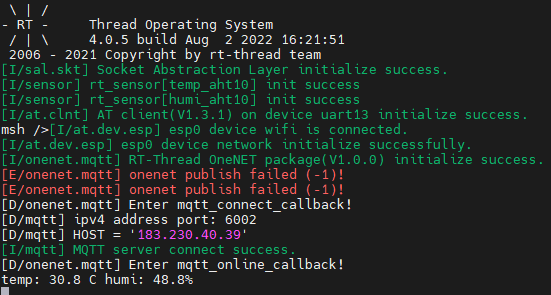 \ | /
- RT -     Thread Operating System
 / | \     4.0.5 build Aug  2 2022 16:21:51
 2006 - 2021 Copyright by rt-thread team
[I/sal.skt] Socket Abstraction Layer initialize success.
[I/sensor] rt_sensor[temp_aht10] init success
[I/sensor] rt_sensor[humi_aht10] init success
[I/at.clnt] AT client(V1.3.1) on device uart13 initialize success.
msh />[I/at.dev.esp] esp0 device wifi is connected.
[I/at.dev.esp] esp0 device network initialize successfully.
[I/onenet.mqtt] RT-Thread OneNET package(V1.0.0) initialize success.
[E/onenet.mqtt] onenet publish failed (-1)!
[E/onenet.mqtt] onenet publish failed (-1)!
[D/onenet.mqtt] Enter mqtt_connect_callback!
[D/mqtt] ipv4 address port: 6002
[D/mqtt] HOST = '183.230.40.39'
[I/mqtt] MQTT server connect success.
[D/onenet.mqtt] Enter mqtt_online_callback!
temp: 30.8 C humi: 48.8%